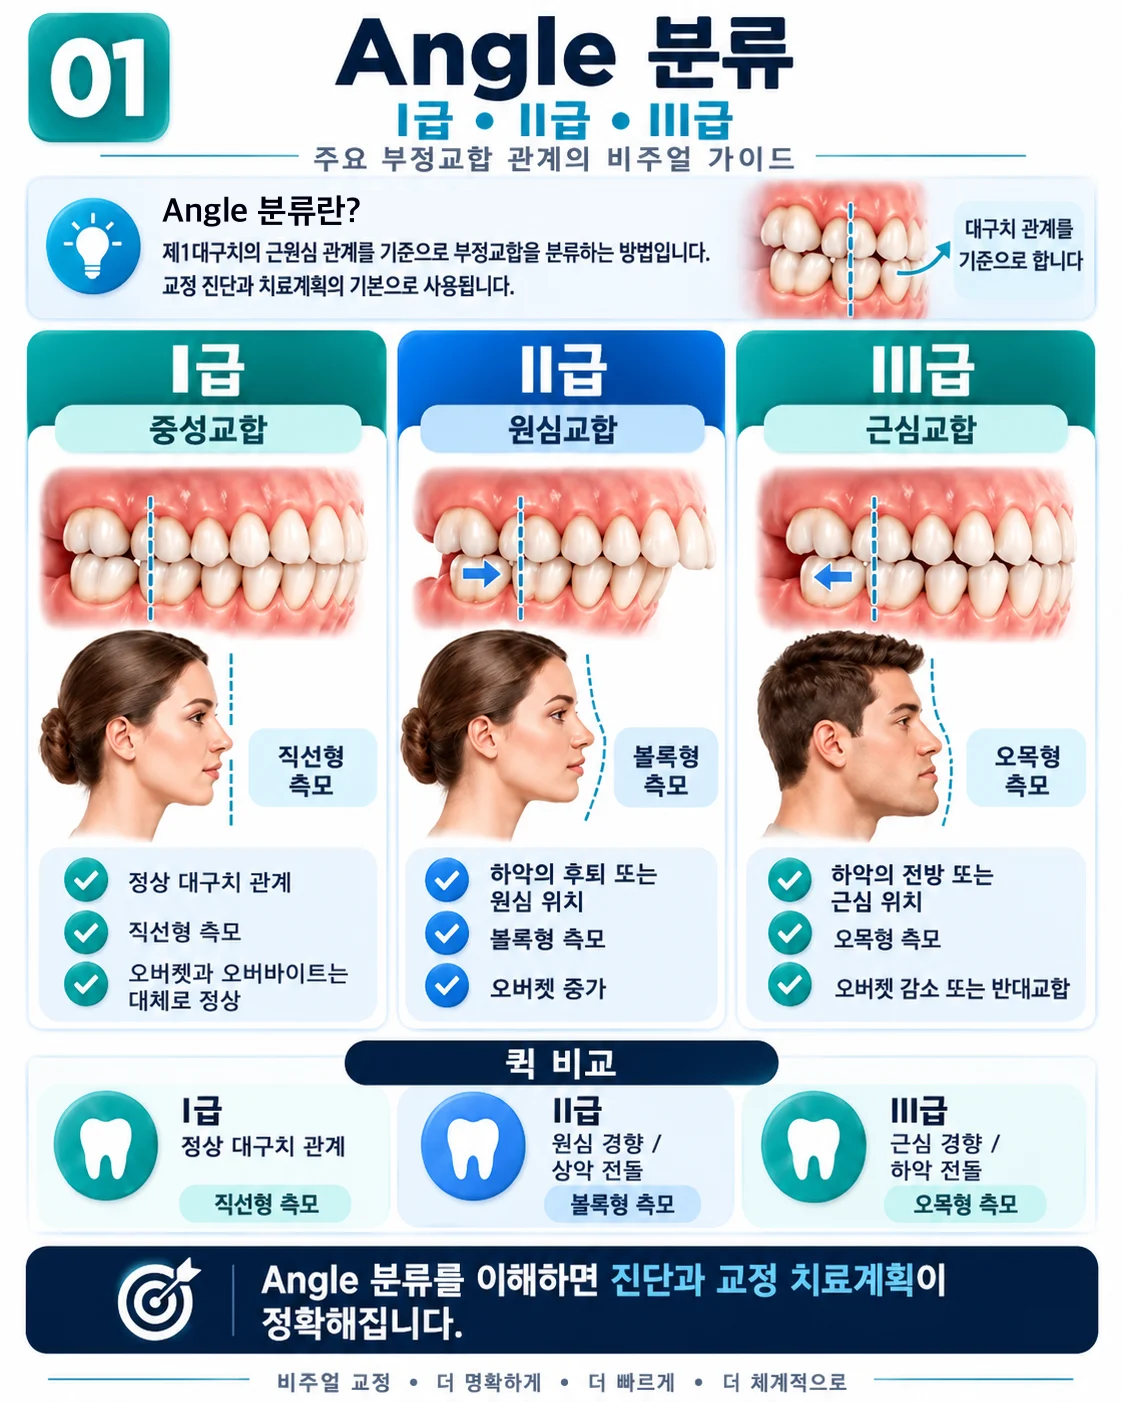 01
Angle 분류
I급 • II급 • III급
주요 부정교합 관계의 비주얼 가이드
Angle 분류란?
제1대구치의 근원심 관계를 기준으로 부정교합을 분류하는 방법입니다.
교정 진단과 치료계획의 기본으로 사용됩니다.
대구치 관계를
기준으로 합니다
I급
중성교합
직선형
측모
정상 대구치 관계
직선형 측모
오버젯과 오버바이트는
대체로 정상
II급
원심교합
볼록형
측모
하악의 후퇴 또는
원심 위치
볼록형 측모
오버젯 증가
III급
근심교합
오목형
측모
하악의 전방 또는
근심 위치
오목형 측모
오버젯 감소 또는 반대교합
퀵 비교
I급
정상 대구치 관계
직선형 측모
II급
원심 경향 /
상악 전돌
볼록형 측모
III급
근심 경향 /
하악 전돌
오목형 측모
Angle 분류를 이해하면 진단과 교정 치료계획이
정확해집니다.
비주얼 교정 • 더 명확하게 • 더 빠르게 • 더 체계적으로